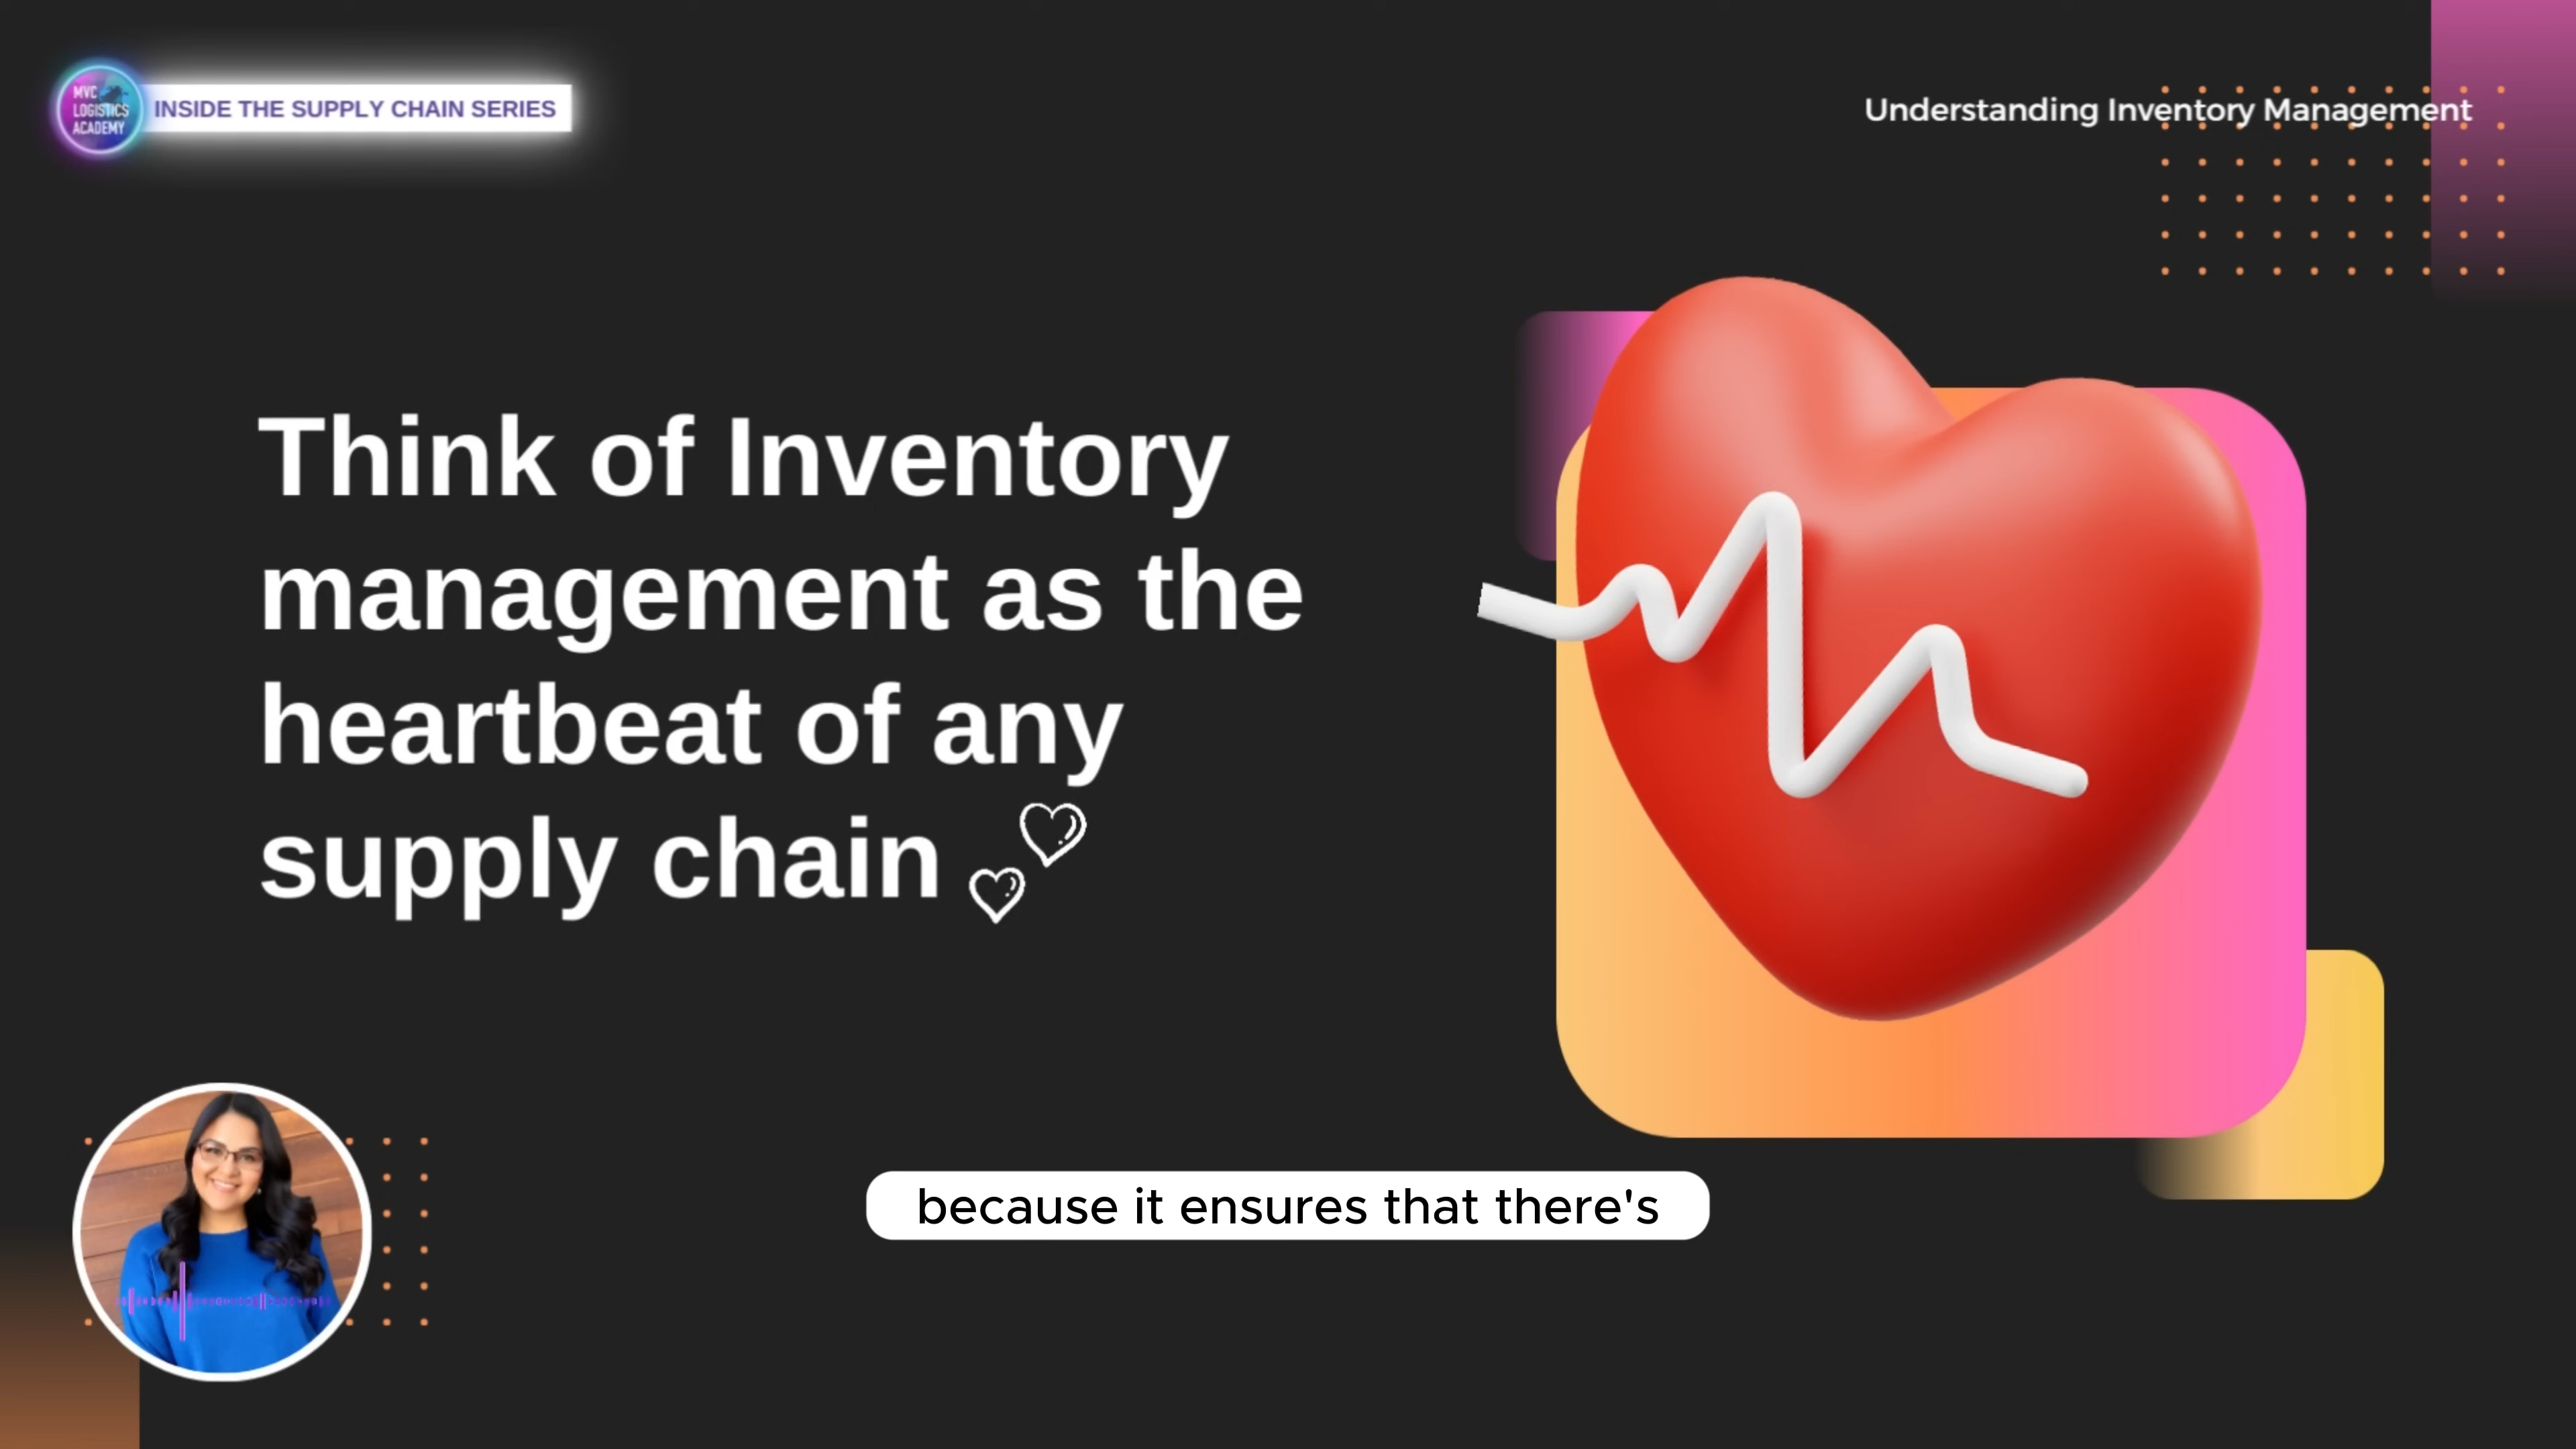 MVC
LOGISTICS
ACADEMY
INSIDE THE SUPPLY CHAIN SERIES
Understanding Inventory Management
Think of Inventory
management as the
heartbeat of any
supply chain
because it ensures that there's